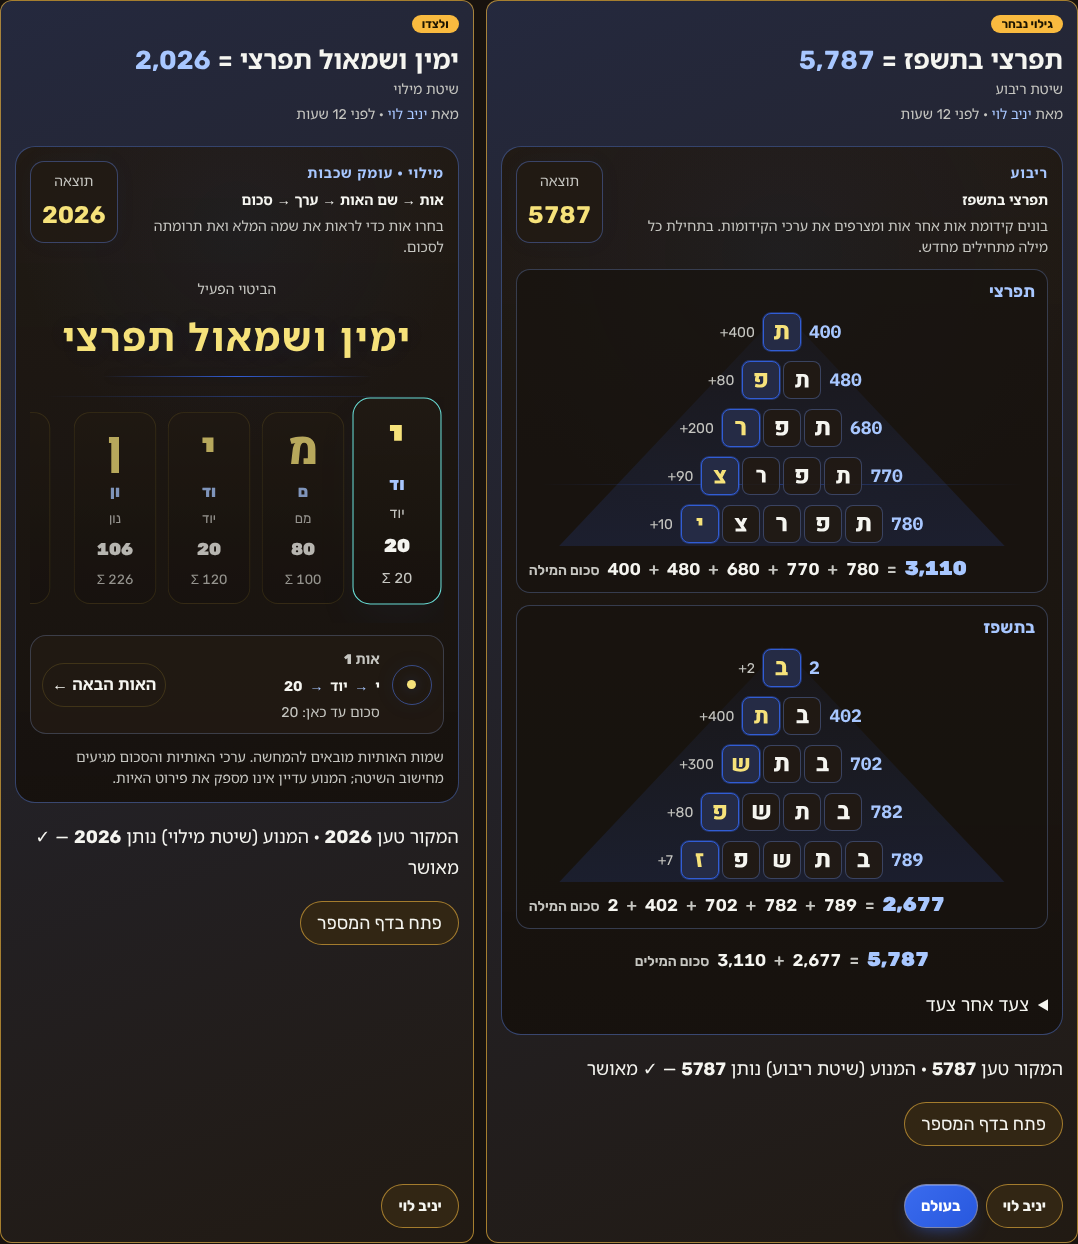 גילוי נבחר
תפרצי בתשפז = 5,787
שיטת ריבוע
מאת יניב לוי • לפני 12 שעות
ריבוע
תפרצי בתשפז
בונים קידומת אות אחר אות ומצרפים את ערכי הקידומות. בתחילת כל
מילה מתחילים מחדש.
תוצאה
5787
תפרצי
400 ת +400
480 ת פ +80
680 ת פ ר +200
770 ת פ ר צ +90
780 ת פ ר צ י +10
סכום המילה 400 + 480 + 680 + 770 + 780 = 3,110
בתשפז
2 ב +2
402 ב ת +400
702 ב ת ש +300
782 ב ת ש פ +80
789 ב ת ש פ ז +7
סכום המילה 2 + 402 + 702 + 782 + 789 = 2,677
סכום המילים 3,110 + 2,677 = 5,787
◀ צעד אחר צעד
המקור טען 5787 • המנוע (שיטת ריבוע) נותן 5787 — ✓ מאושר
פתח בדף המספר
יניב לוי
בעולם
ולצדו
ימין ושמאול תפרצי = 2,026
שיטת מילוי
מאת יניב לוי • לפני 12 שעות
מילוי • עומק שכבות
אות → שם האות → ערך → סכום
בחרו אות כדי לראות את שמה המלא ואת תרומתה
לסכום.
תוצאה
2026
הביטוי הפעיל
ימין ושמאול תפרצי
י מ י ן
וד ם וד ון
יוד מם יוד נון
20 80 20 106
Σ 20 Σ 100 Σ 120 Σ 226
אות 1
י → יוד → 20
סכום עד כאן: 20
האות הבאה ←
שמות האותיות מובאים להמחשה. ערכי האותיות והסכום מגיעים
מחישוב השיטה; המנוע עדיין אינו מספק את פירוט האיות.
המקור טען 2026 • המנוע (שיטת מילוי) נותן 2026 — ✓
מאושר
פתח בדף המספר
יניב לוי